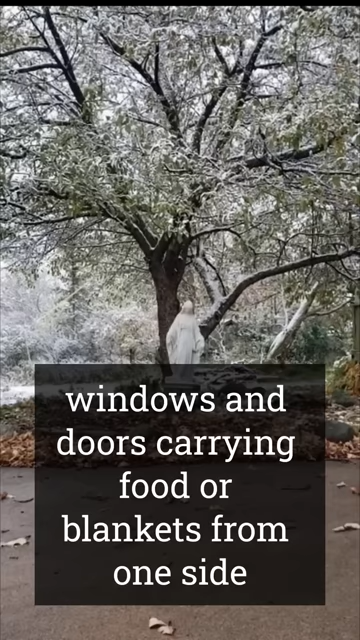 windows and
doors carrying
food or
blankets from
one side